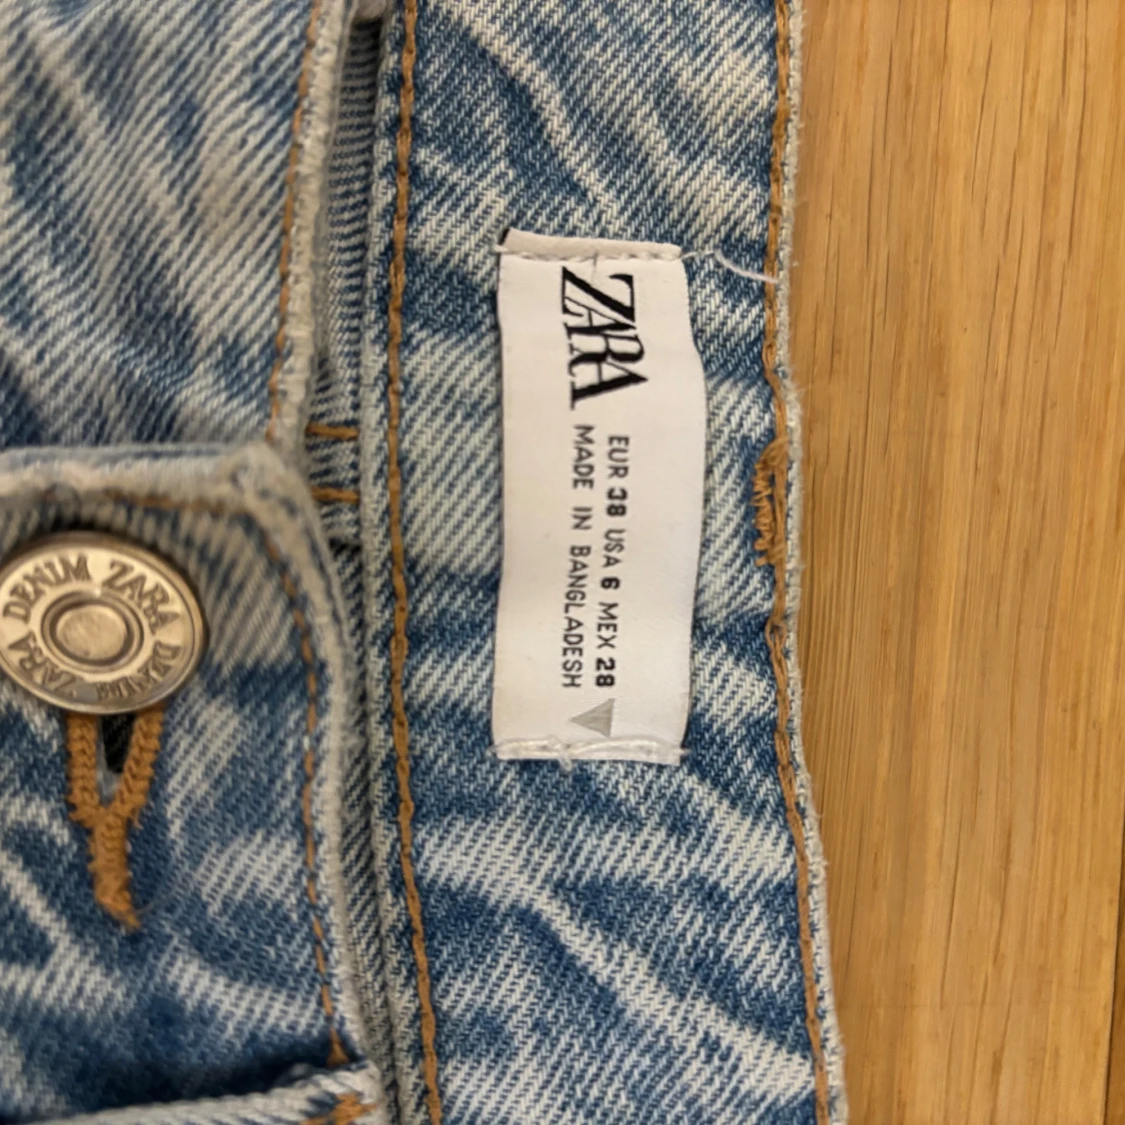 ZARA
EUR 38 USA 6 MEX 28
MADE IN BANGLADESH
ZARA DENIM ZARA DENIM